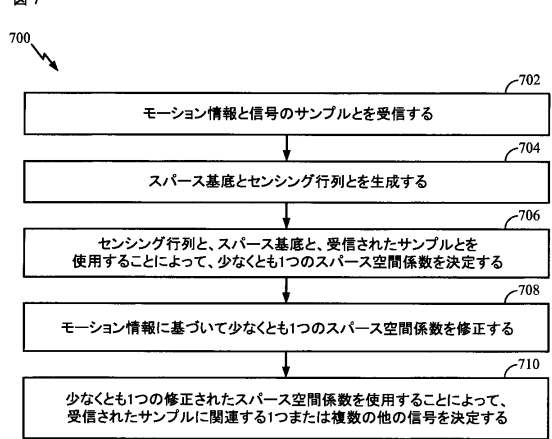 図7
700
702
モーション情報と信号のサンプルとを受信する
704
スパース基底とセンシング行列とを生成する
706
センシング行列と、スパース基底と、受信されたサンプルとを
使用することによって、少なくとも1つのスパース空間係数を決定する
708
モーション情報に基づいて少なくとも1つのスパース空間係数を修正する
710
少なくとも1つの修正されたスパース空間係数を使用することによって、
受信されたサンプルに関連する1つまたは複数の他の信号を決定する